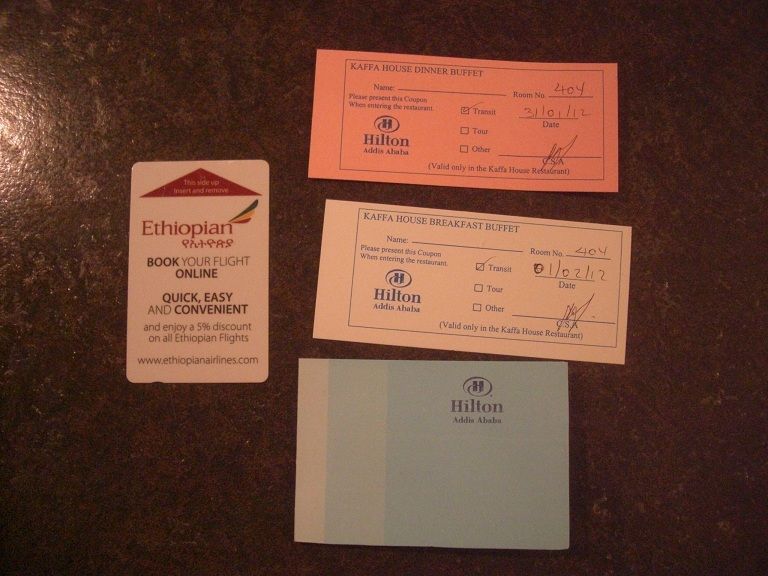 This side up
Insert and remove
Ethiopian
የኢትዮጵያ
BOOK YOUR FLIGHT
ONLINE
QUICK, EASY
AND CONVENIENT
and enjoy a 5% discount
on all Ethiopian Flights
www.ethiopianairlines.com
KAFFA HOUSE DINNER BUFFET
Name: Room No. 404
Please present this Coupon
When entering the restaurant.
Transit 31/01/12
Date
Tour
Other
C.S.A
Hilton
Addis Ababa
(Valid only in the Kaffa House Restaurant)
KAFFA HOUSE BREAKFAST BUFFET
Name: Room No. 404
Please present this Coupon
When entering the restaurant.
Transit 01/02/12
Date
Tour
Other
C.S.A
Hilton
Addis Ababa
(Valid only in the Kaffa House Restaurant)
Hilton
Addis Ababa